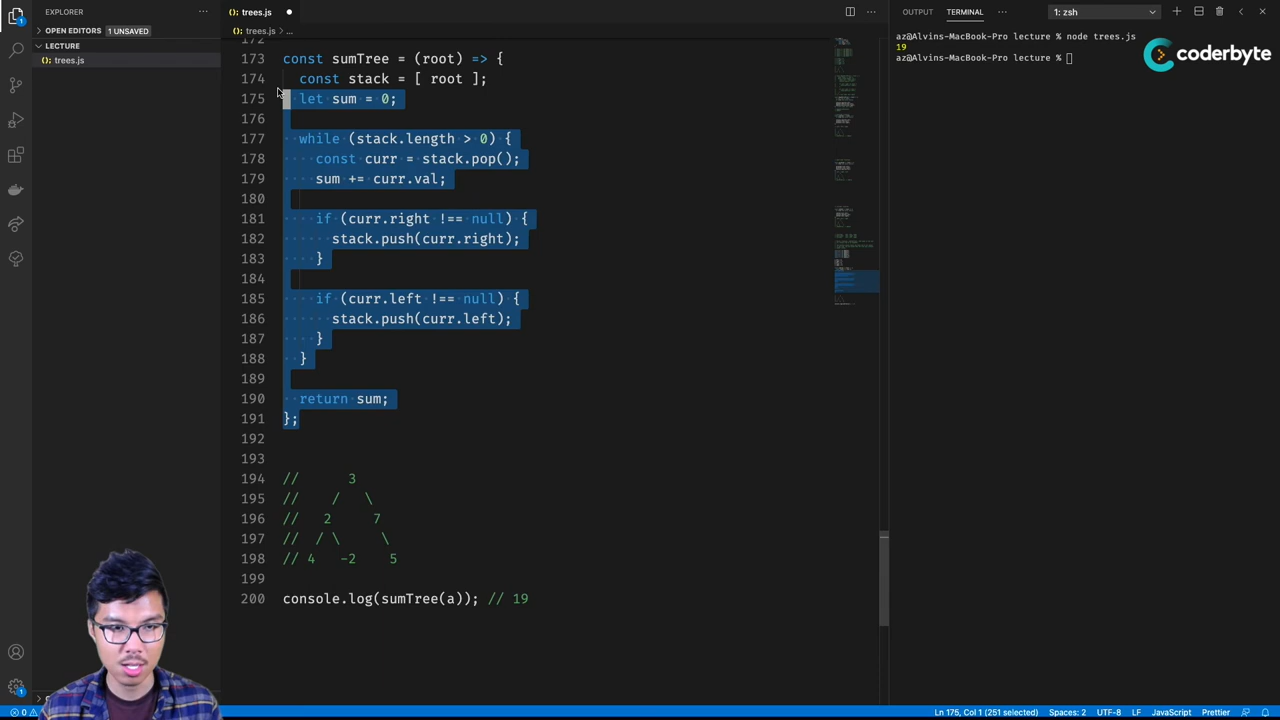 EXPLORER
OPEN EDITORS 1 UNSAVED
LECTURE
trees.js
trees.js
trees.js > ...
172
173 const sumTree = (root) => {
174 const stack = [ root ];
175 let sum = 0;
176
177 while (stack.length > 0) {
178 const curr = stack.pop();
179 sum += curr.val;
180
181 if (curr.right !== null) {
182 stack.push(curr.right);
183 }
184
185 if (curr.left !== null) {
186 stack.push(curr.left);
187 }
188 }
189
190 return sum;
191 };
192
193
194 // 3
195 // / \
196 // 2 7
197 // / \ \
198 // 4 -2 5
199
200 console.log(sumTree(a)); // 19
OUTPUT TERMINAL ... 1: zsh
az@Alvins-MacBook-Pro lecture % node trees.js
19
az@Alvins-MacBook-Pro lecture %
coderbyte
1
1
0 0
Ln 175, Col 1 (251 selected) Spaces: 2 UTF-8 LF JavaScript Prettier